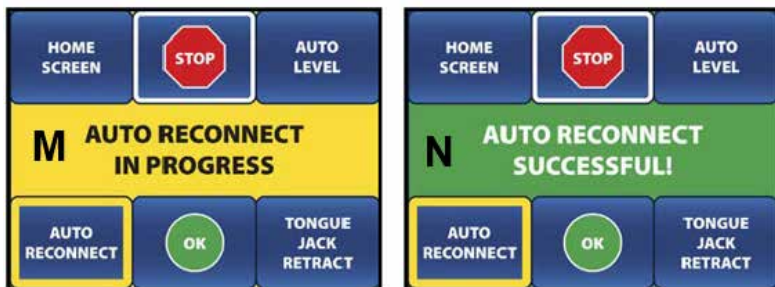 HOME
SCREEN
STOP
AUTO
LEVEL
M
AUTO RECONNECT
IN PROGRESS
AUTO
RECONNECT
OK
TONGUE
JACK
RETRACT
HOME
SCREEN
STOP
AUTO
LEVEL
N
AUTO RECONNECT
SUCCESSFUL!
AUTO
RECONNECT
OK
TONGUE
JACK
RETRACT